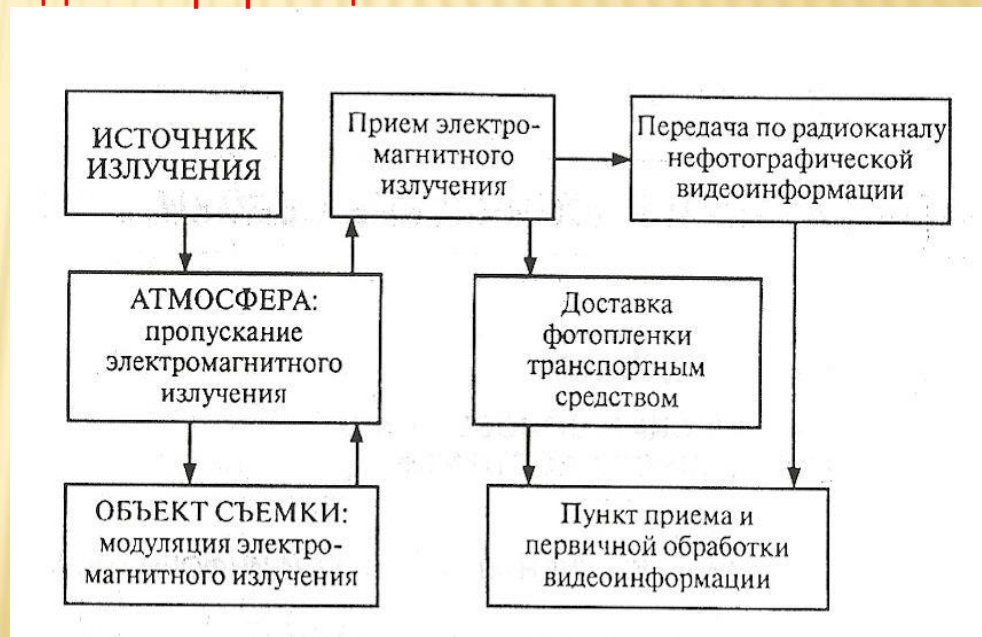 ИСТОЧНИК
ИЗЛУЧЕНИЯ
Прием электро-
магнитного
излучения
Передача по радиоканалу
нефотографической
видеоинформации
АТМОСФЕРА:
пропускание
электромагнитного
излучения
Доставка
фотопленки
транспортным
средством
ОБЪЕКТ СЪЕМКИ:
модуляция электро-
магнитного излучения
Пункт приема и
первичной обработки
видеоинформации